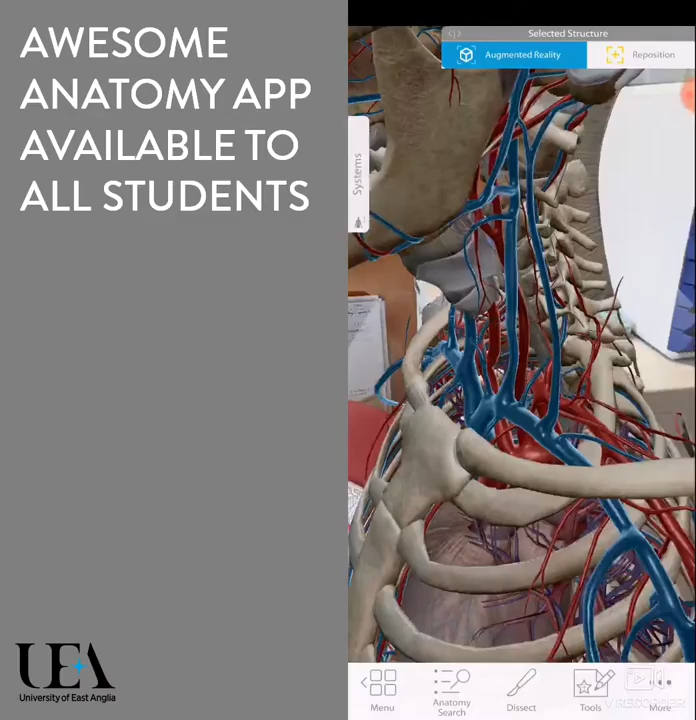 AWESOME
ANATOMY APP
AVAILABLE TO
ALL STUDENTS
UEA
University of East Anglia
Selected Structure
Augmented Reality
Reposition
Systems
Menu
Anatomy
Search
Dissect
Tools
More
V RECORDER